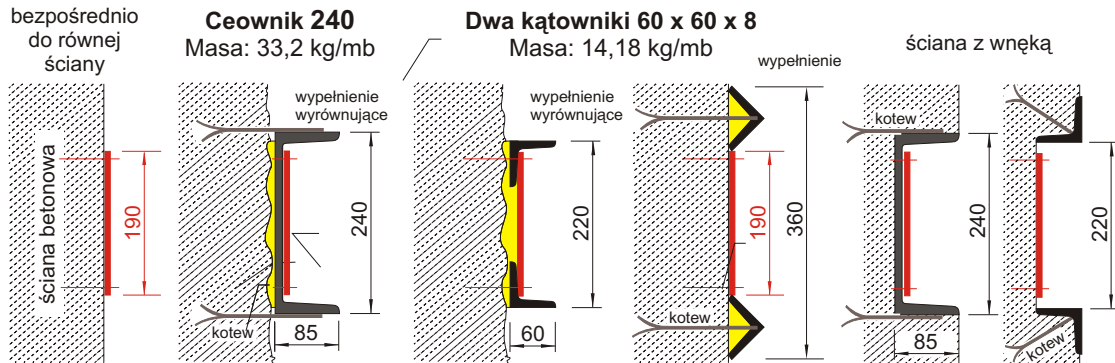 bezpośrednio
do równej
ściany
Ceownik 240
Masa: 33,2 kg/mb
Dwa kątowniki 60 x 60 x 8
Masa: 14,18 kg/mb
wypełnienie
ściana z wnęką
ściana betonowa
190
wypełnienie
wyrównujące
240
kotew
85
wypełnienie
wyrównujące
220
60
kotew
190
360
kotew
240
85
220
kotew